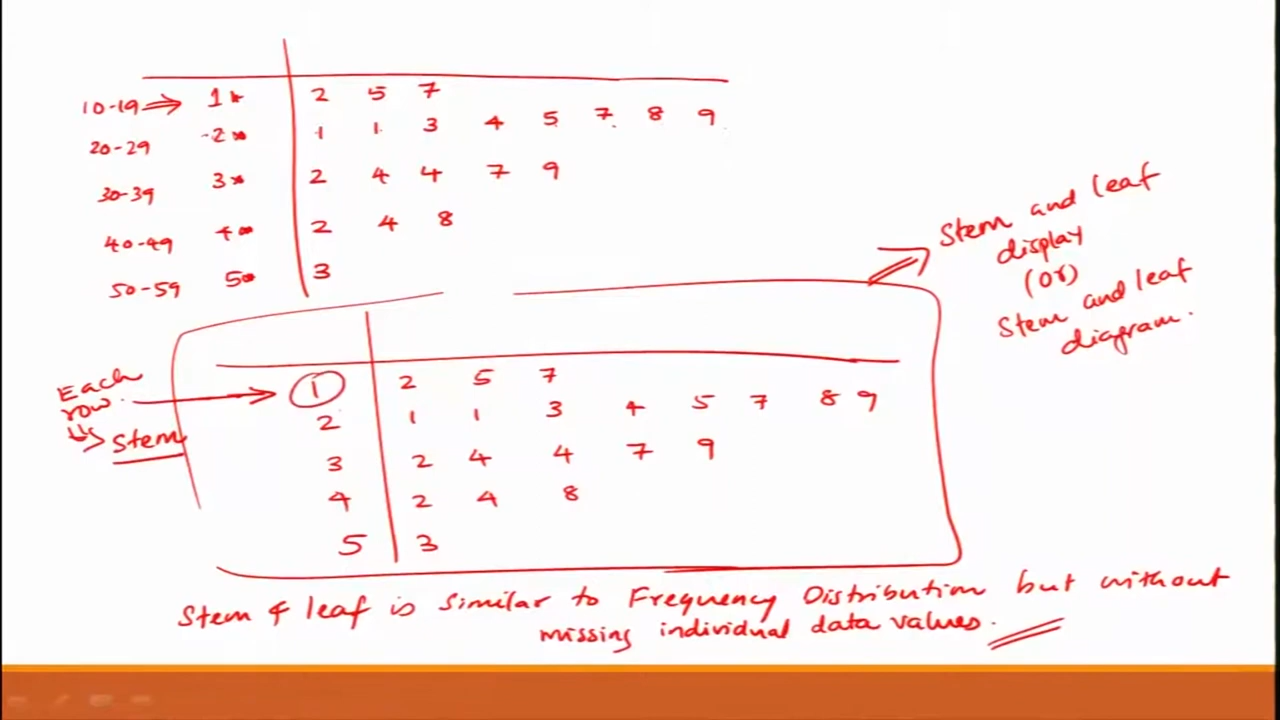 10-19 1* 2 5 7
20-29 2* 1 1 3 4 5 7 8 9
30-39 3* 2 4 4 7 9
40-49 4* 2 4 8
50-59 5* 3
Stem and leaf
display
(or)
Stem and leaf
diagram.
Each
row.
Stem
1 2 5 7
2 1 1 3 4 5 7 8 9
3 2 4 4 7 9
4 2 4 8
5 3
Stem & leaf is similar to Frequency Distribution but without
missing individual data values.